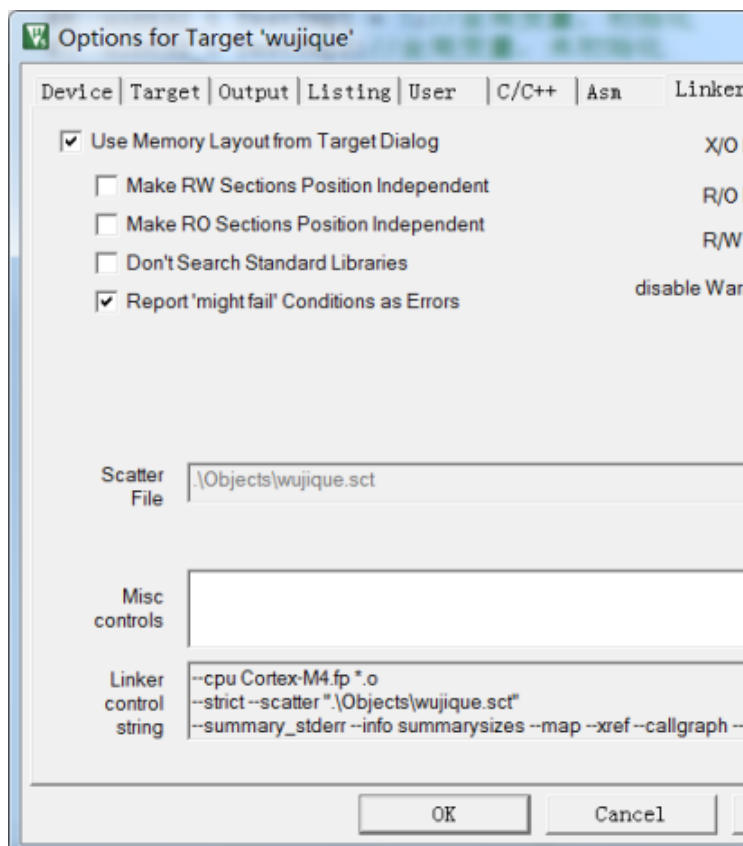 Options for Target 'wujique'
Device Target Output Listing User C/C++ Asm Linker
Use Memory Layout from Target Dialog
X/O
Make RW Sections Position Independent
R/O
Make RO Sections Position Independent
R/W
Don't Search Standard Libraries
disable War
Report 'might fail' Conditions as Errors
Scatter
File
.\Objects\wujique.sct
Misc
controls
Linker
control
string
--cpu Cortex-M4.fp *.o
--strict --scatter ".\Objects\wujique.sct"
--summary_stderr --info summarysizes --map --xref --callgraph --
OK
Cancel